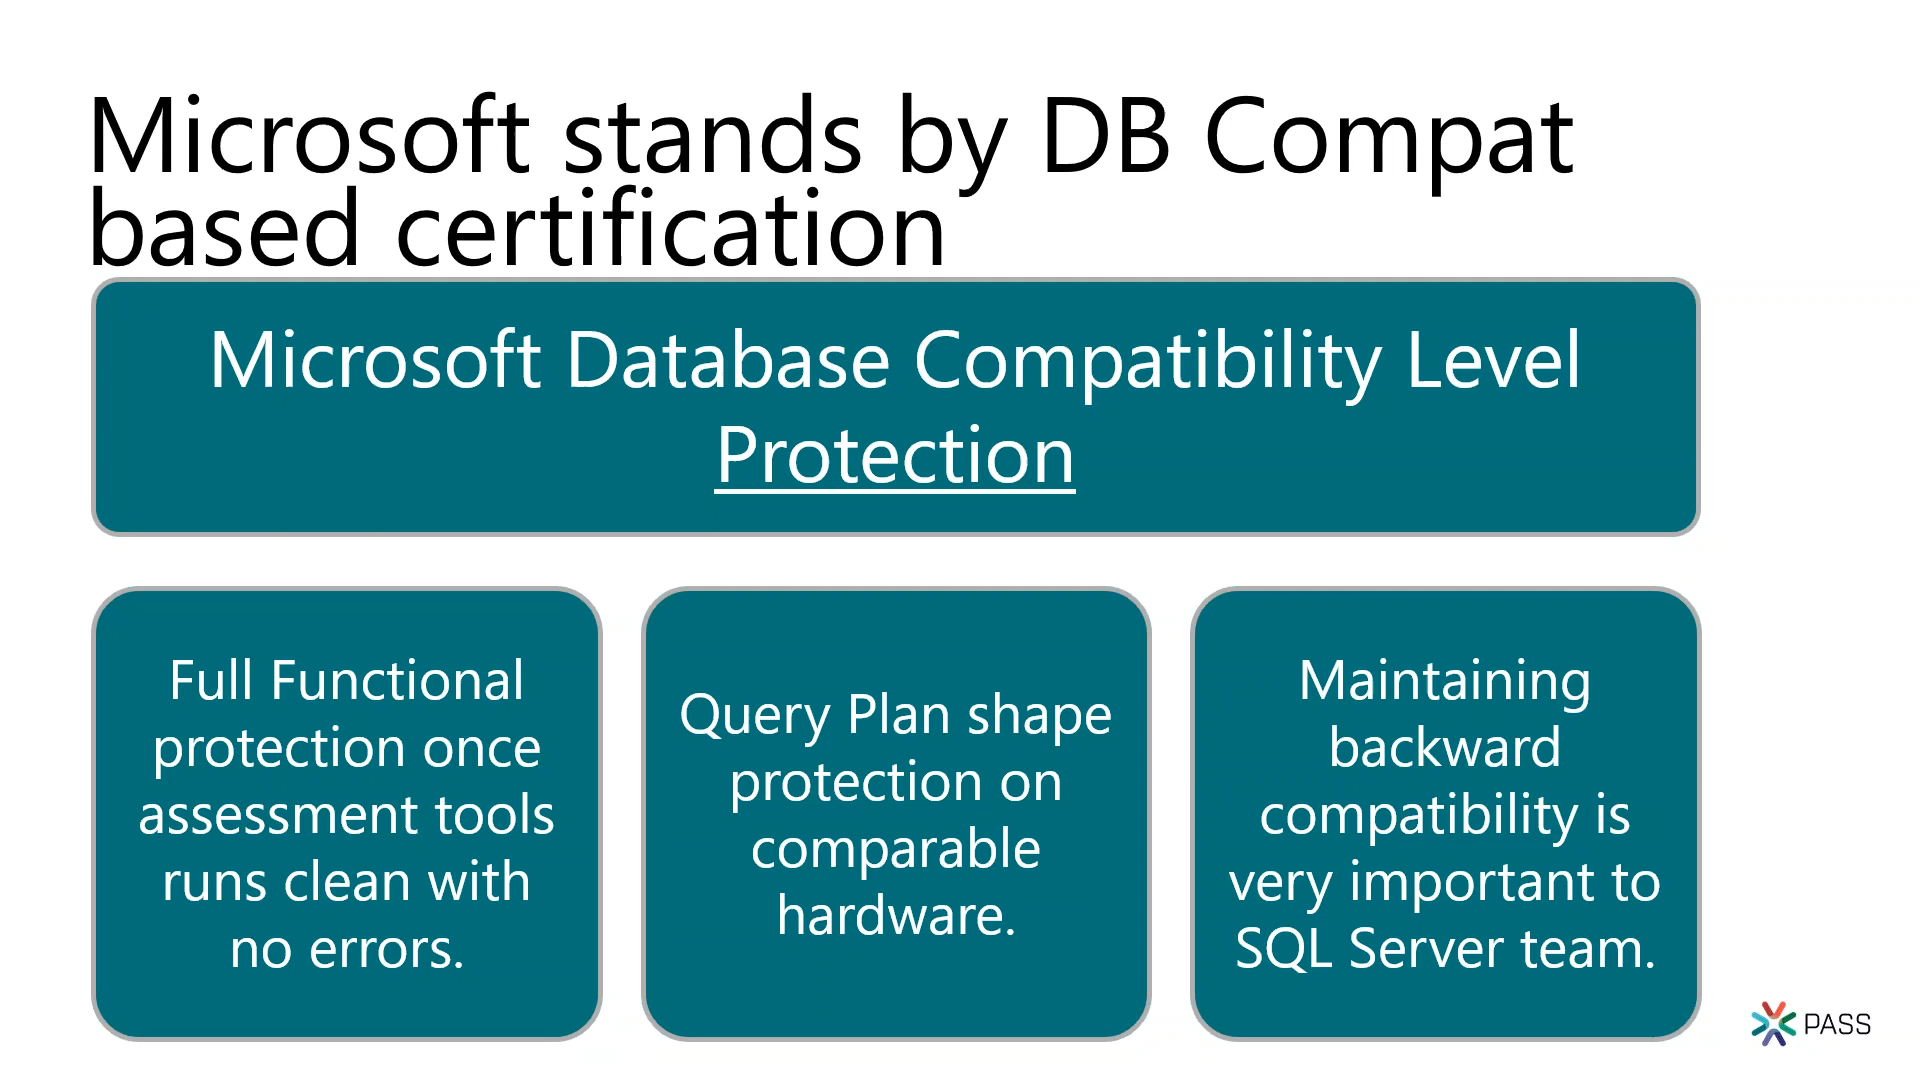 Microsoft stands by DB Compat
based certification
Microsoft Database Compatibility Level
Protection
Full Functional
protection once
assessment tools
runs clean with
no errors.
Query Plan shape
protection on
comparable
hardware.
Maintaining
backward
compatibility is
very important to
SQL Server team.
PASS